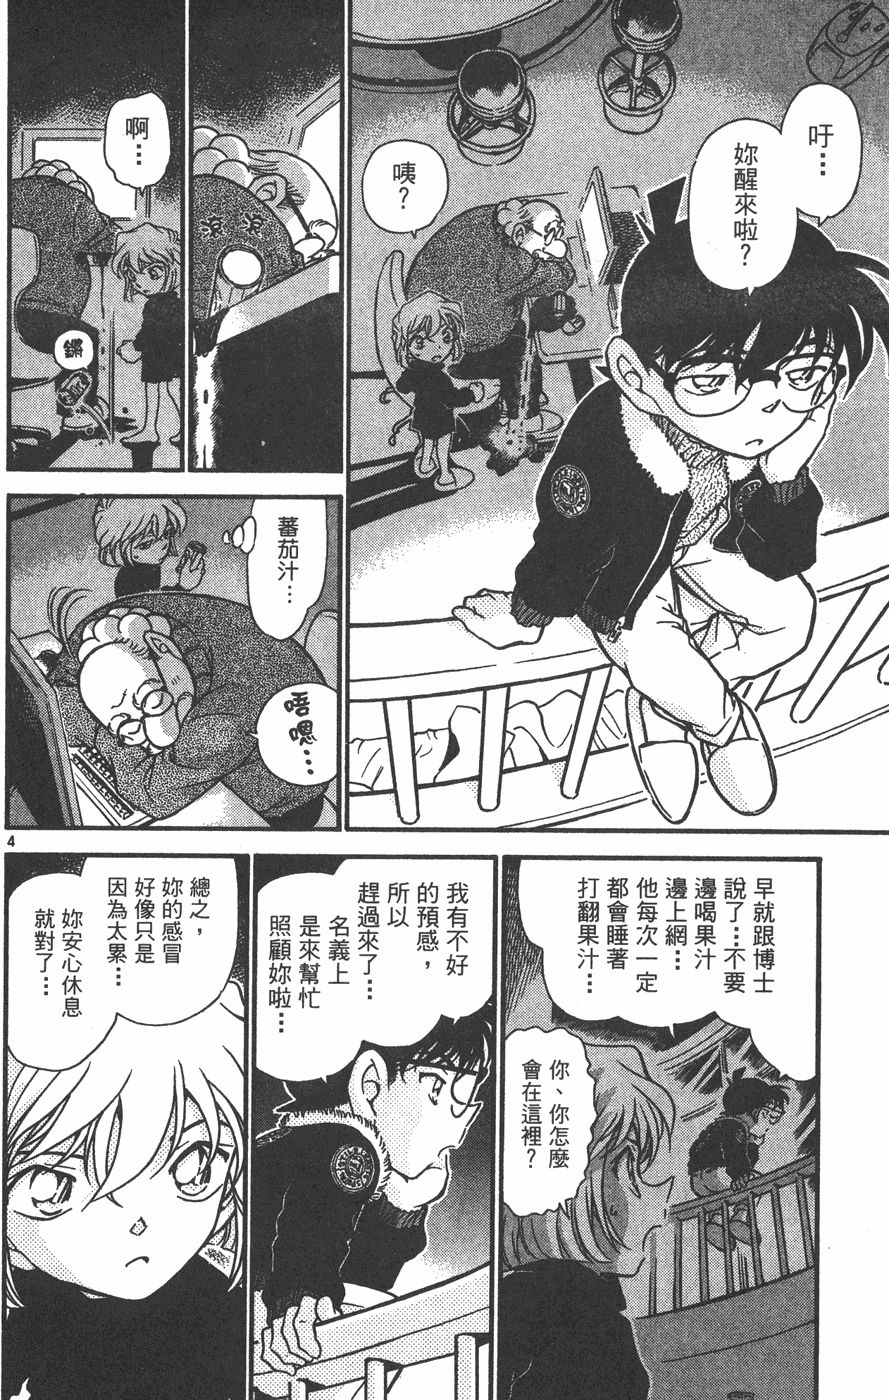 滾
滾
啊…
鏘
蕃茄汁…
唔嗯…
吁…
妳醒來啦？
咦？
4
早就跟博士
說了…不要
邊喝果汁
邊上網…
他每次一定
都會睡著
打翻果汁…
你、你怎麼
會在這裡？
我有不好
的預感，
所以
趕過來了…
名義上
是來幫忙
照顧妳啦…
總之，
妳的感冒
好像只是
因為太累…
妳安心休息
就對了…